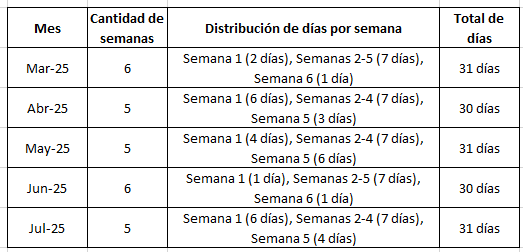 Mes Cantidad de semanas Distribución de días por semana Total de días
Mar-25 6 Semana 1 (2 días), Semanas 2-5 (7 días), Semana 6 (1 día) 31 días
Abr-25 5 Semana 1 (6 días), Semanas 2-4 (7 días), Semana 5 (3 días) 30 días
May-25 5 Semana 1 (4 días), Semanas 2-4 (7 días), Semana 5 (6 días) 31 días
Jun-25 6 Semana 1 (1 día), Semanas 2-5 (7 días), Semana 6 (1 día) 30 días
Jul-25 5 Semana 1 (6 días), Semanas 2-4 (7 días), Semana 5 (4 días) 31 días